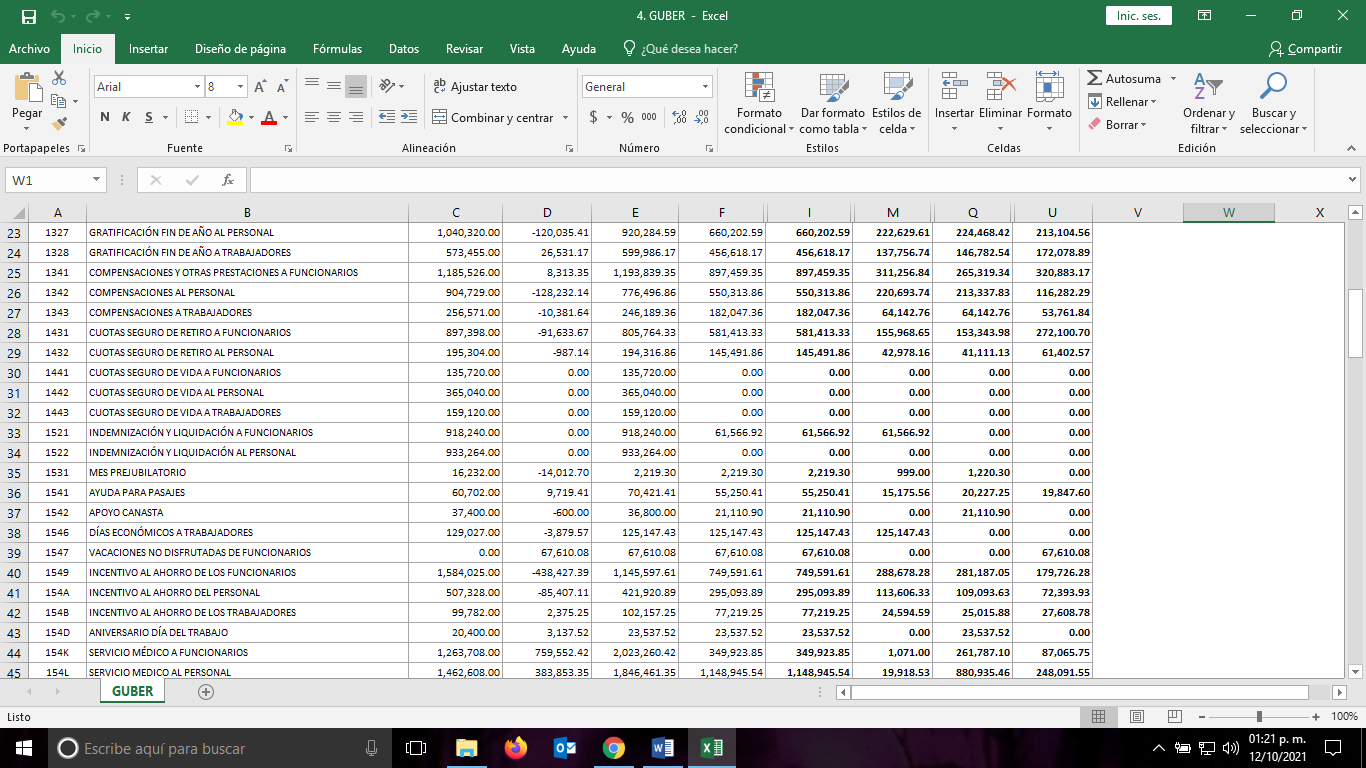 4. GUBER - Excel
Inic. ses.
Archivo Inicio Insertar Diseño de página Fórmulas Datos Revisar Vista Ayuda ¿Qué desea hacer? Compartir
Pegar
Arial 8
N K S
Ajustar texto
Combinar y centrar
General
$ % 000
Formato condicional
Dar formato como tabla
Estilos de celda
Insertar Eliminar Formato
Autosuma
Rellenar
Borrar
Ordenar y filtrar
Buscar y seleccionar
Portapapeles Fuente Alineación Número Estilos Celdas Edición
W1 fx
A B C D E F I M Q U V W X
23 1327 GRATIFICACIÓN FIN DE AÑO AL PERSONAL 1,040,320.00 -120,035.41 920,284.59 660,202.59 660,202.59 222,629.61 224,468.42 213,104.56
24 1328 GRATIFICACIÓN FIN DE AÑO A TRABAJADORES 573,455.00 26,531.17 599,986.17 456,618.17 456,618.17 137,756.74 146,782.54 172,078.89
25 1341 COMPENSACIONES Y OTRAS PRESTACIONES A FUNCIONARIOS 1,185,526.00 8,313.35 1,193,839.35 897,459.35 897,459.35 311,256.84 265,319.34 320,883.17
26 1342 COMPENSACIONES AL PERSONAL 904,729.00 -128,232.14 776,496.86 550,313.86 550,313.86 220,693.74 213,337.83 116,282.29
27 1343 COMPENSACIONES A TRABAJADORES 256,571.00 -10,381.64 246,189.36 182,047.36 182,047.36 64,142.76 64,142.76 53,761.84
28 1431 CUOTAS SEGURO DE RETIRO A FUNCIONARIOS 897,398.00 -91,633.67 805,764.33 581,413.33 581,413.33 155,968.65 153,343.98 272,100.70
29 1432 CUOTAS SEGURO DE RETIRO AL PERSONAL 195,304.00 -987.14 194,316.86 145,491.86 145,491.86 42,978.16 41,111.13 61,402.57
30 1441 CUOTAS SEGURO DE VIDA A FUNCIONARIOS 135,720.00 0.00 135,720.00 0.00 0.00 0.00 0.00 0.00
31 1442 CUOTAS SEGURO DE VIDA AL PERSONAL 365,040.00 0.00 365,040.00 0.00 0.00 0.00 0.00 0.00
32 1443 CUOTAS SEGURO DE VIDA A TRABAJADORES 159,120.00 0.00 159,120.00 0.00 0.00 0.00 0.00 0.00
33 1521 INDEMNIZACIÓN Y LIQUIDACIÓN A FUNCIONARIOS 918,240.00 0.00 918,240.00 61,566.92 61,566.92 61,566.92 0.00 0.00
34 1522 INDEMNIZACIÓN Y LIQUIDACIÓN AL PERSONAL 933,264.00 0.00 933,264.00 0.00 0.00 0.00 0.00 0.00
35 1531 MES PREJUBILATORIO 16,232.00 -14,012.70 2,219.30 2,219.30 2,219.30 999.00 1,220.30 0.00
36 1541 AYUDA PARA PASAJES 60,702.00 9,719.41 70,421.41 55,250.41 55,250.41 15,175.56 20,227.25 19,847.60
37 1542 APOYO CANASTA 37,400.00 -600.00 36,800.00 21,110.90 21,110.90 0.00 21,110.90 0.00
38 1546 DÍAS ECONÓMICOS A TRABAJADORES 129,027.00 -3,879.57 125,147.43 125,147.43 125,147.43 125,147.43 0.00 0.00
39 1547 VACACIONES NO DISFRUTADAS DE FUNCIONARIOS 0.00 67,610.08 67,610.08 67,610.08 67,610.08 0.00 0.00 67,610.08
40 1549 INCENTIVO AL AHORRO DE LOS FUNCIONARIOS 1,584,025.00 -438,427.39 1,145,597.61 749,591.61 749,591.61 288,678.28 281,187.05 179,726.28
41 154A INCENTIVO AL AHORRO DEL PERSONAL 507,328.00 -85,407.11 421,920.89 295,093.89 295,093.89 113,606.33 109,093.63 72,393.93
42 154B INCENTIVO AL AHORRO DE LOS TRABAJADORES 99,782.00 2,375.25 102,157.25 77,219.25 77,219.25 24,594.59 25,015.88 27,608.78
43 154D ANIVERSARIO DÍA DEL TRABAJO 20,400.00 3,137.52 23,537.52 23,537.52 23,537.52 0.00 23,537.52 0.00
44 154K SERVICIO MÉDICO A FUNCIONARIOS 1,263,708.00 759,552.42 2,023,260.42 349,923.85 349,923.85 1,071.00 261,787.10 87,065.75
45 154L SERVICIO MEDICO AL PERSONAL 1,462,608.00 383,853.35 1,846,461.35 1,148,945.54 1,148,945.54 19,918.53 880,935.46 248,091.55
GUBER
Listo 100%
Escribe aquí para buscar
01:21 p. m.
12/10/2021